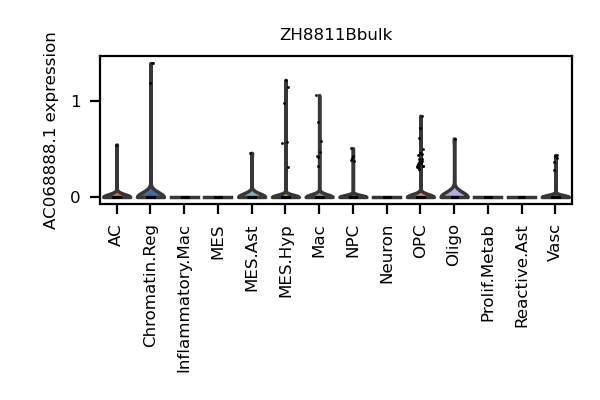 ZH8811Bbulk
AC068888.1 expression
1
0
AC
Chromatin.Reg
Inflammatory.Mac
MES
MES.Ast
MES.Hyp
Mac
NPC
Neuron
OPC
Oligo
Prolif.Metab
Reactive.Ast
Vasc